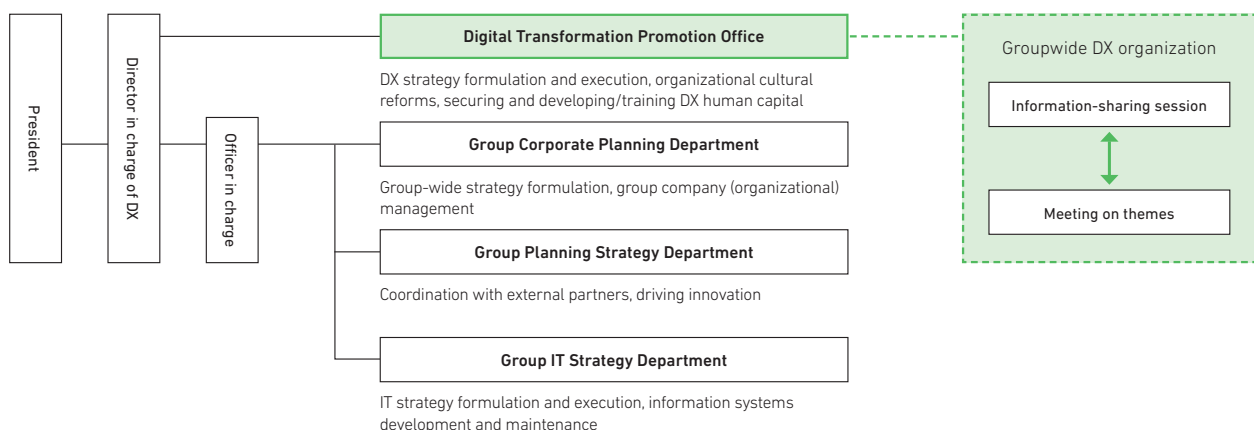 President
Director in charge of DX
Officer in charge
Digital Transformation Promotion Office
DX strategy formulation and execution, organizational cultural
reforms, securing and developing/training DX human capital
Group Corporate Planning Department
Group-wide strategy formulation, group company (organizational)
management
Group Planning Strategy Department
Coordination with external partners, driving innovation
Group IT Strategy Department
IT strategy formulation and execution, information systems
development and maintenance
Groupwide DX organization
Information-sharing session
Meeting on themes